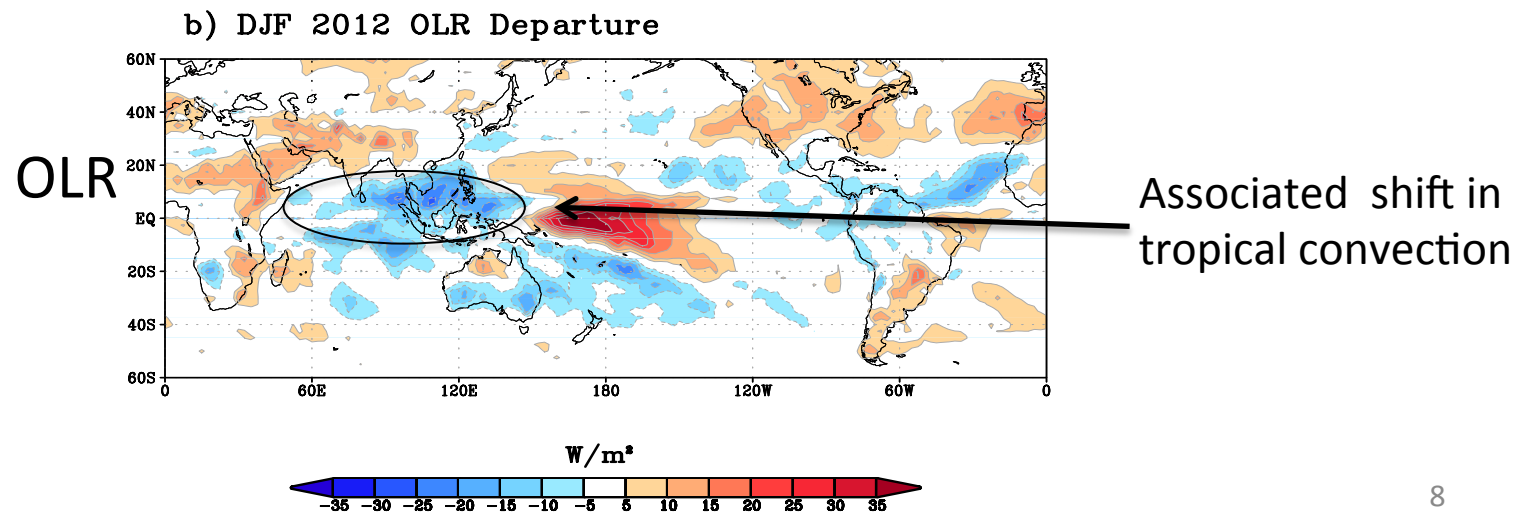 b) DJF 2012 OLR Departure
OLR
60N
40N
20N
EQ
20S
40S
60S
0 60E 120E 180 120W 60W 0
Associated shift in
tropical convection
W/m²
-35 -30 -25 -20 -15 -10 -5 5 10 15 20 25 30 35
8